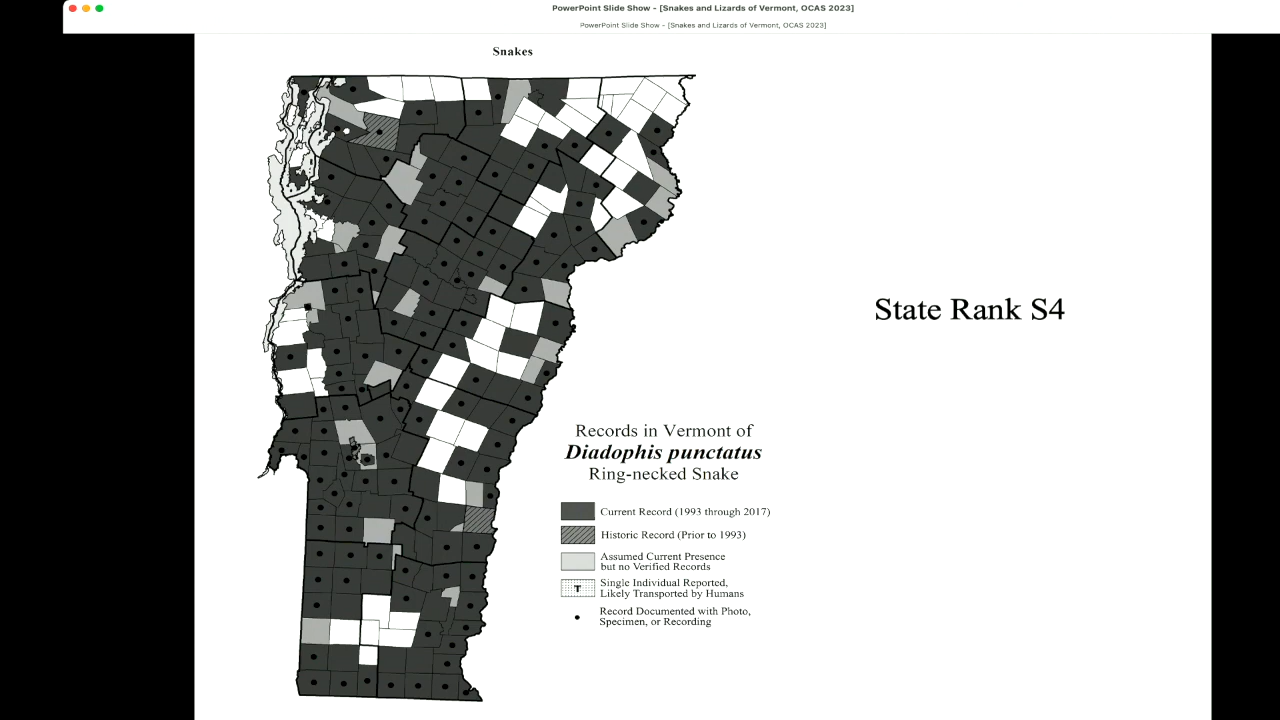 PowerPoint Slide Show - [Snakes and Lizards of Vermont, OCAS 2023]
PowerPoint Slide Show - [Snakes and Lizards of Vermont, OCAS 2023]
Snakes
State Rank S4
Records in Vermont of
Diadophis punctatus
Ring-necked Snake
Current Record (1993 through 2017)
Historic Record (Prior to 1993)
Assumed Current Presence
but no Verified Records
T
Single Individual Reported,
Likely Transported by Humans
Record Documented with Photo,
Specimen, or Recording